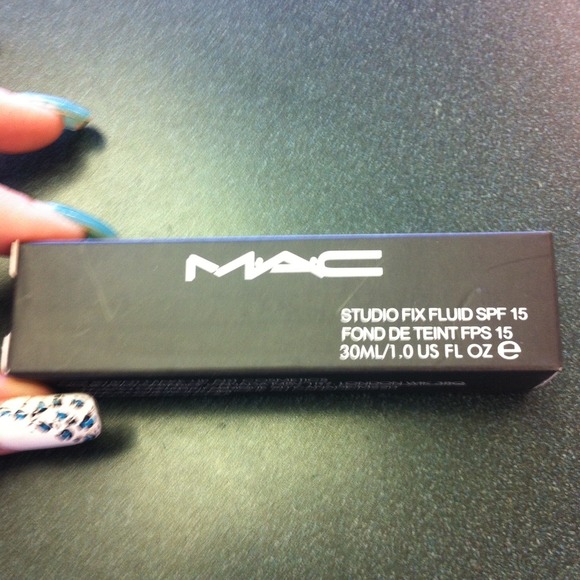 MAC
STUDIO FIX FLUID SPF 15
FOND DE TEINT FPS 15
30ML/1.0 US FL OZ e